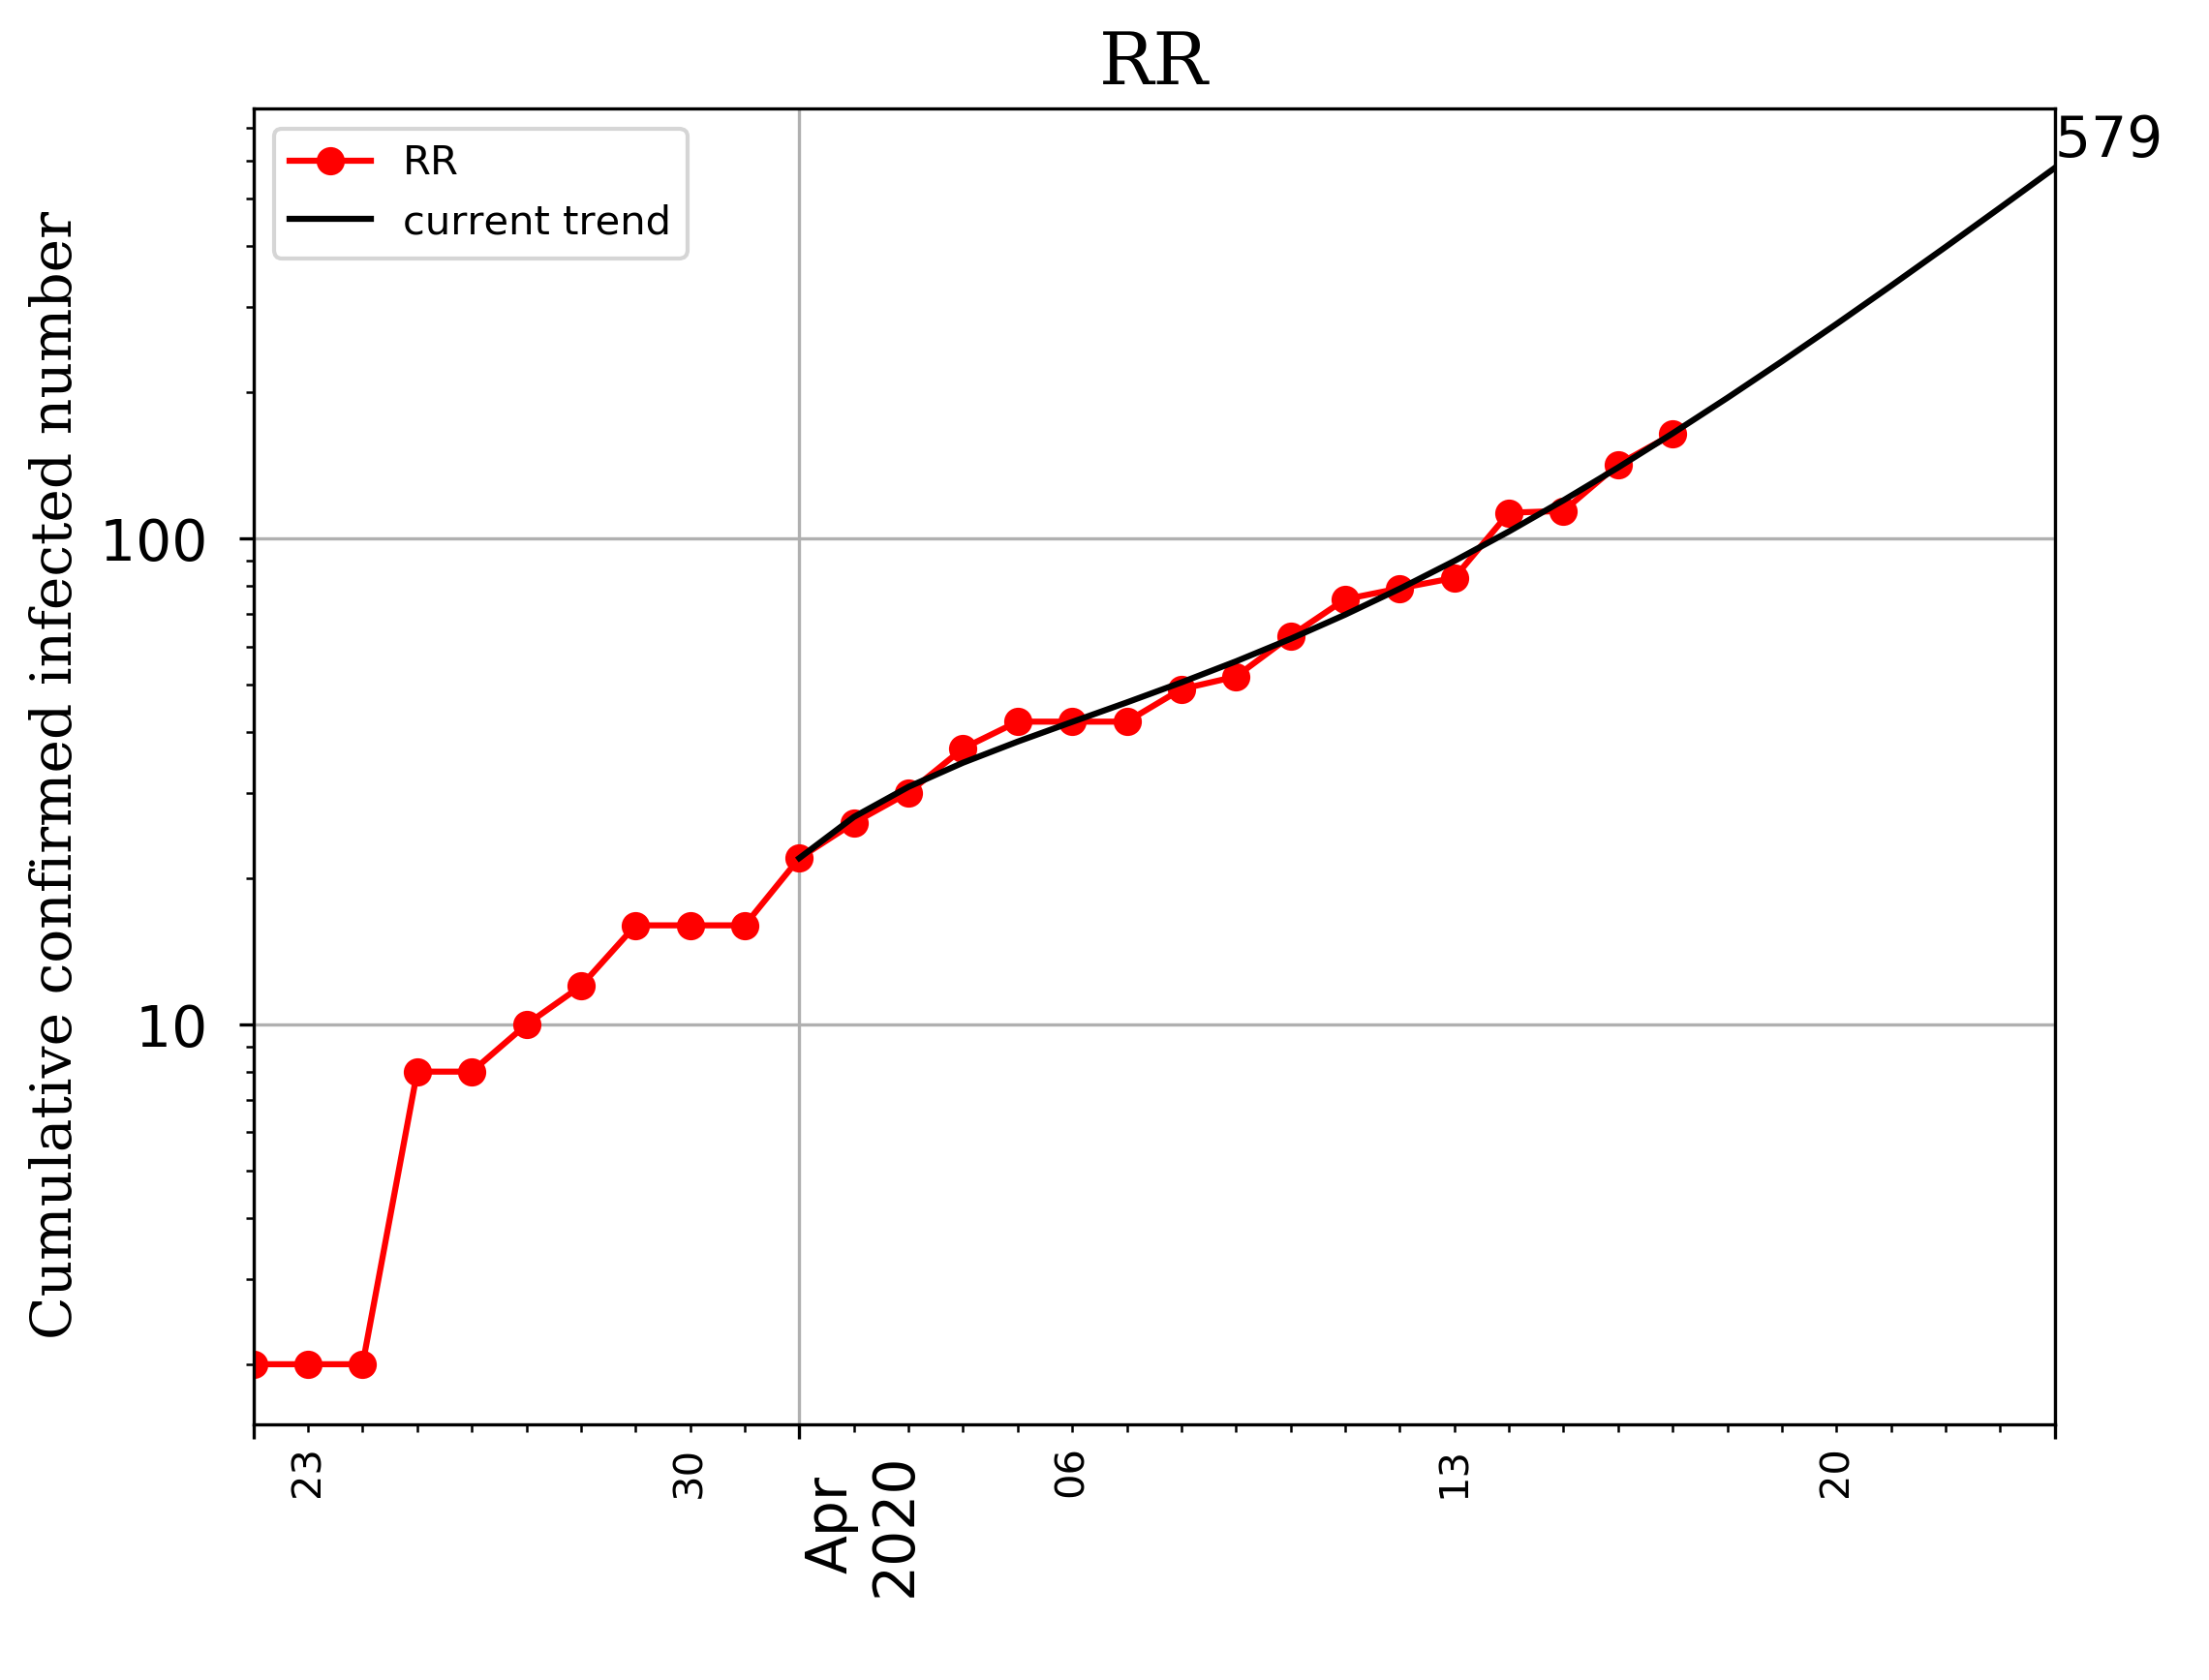 RR
579
RR
current trend
Cumulative confirmed infected number
100
10
23
30
Apr
2020
06
13
20